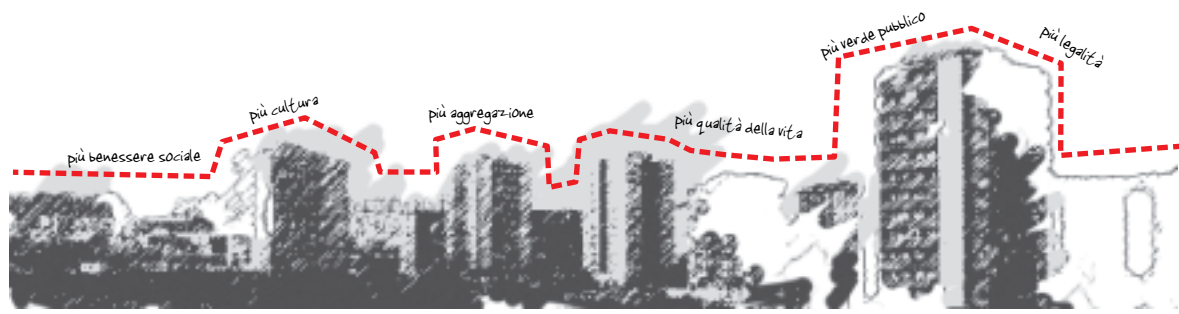 più benessere sociale
più cultura
più aggregazione
più qualità della vita
più verde pubblico
più legalità